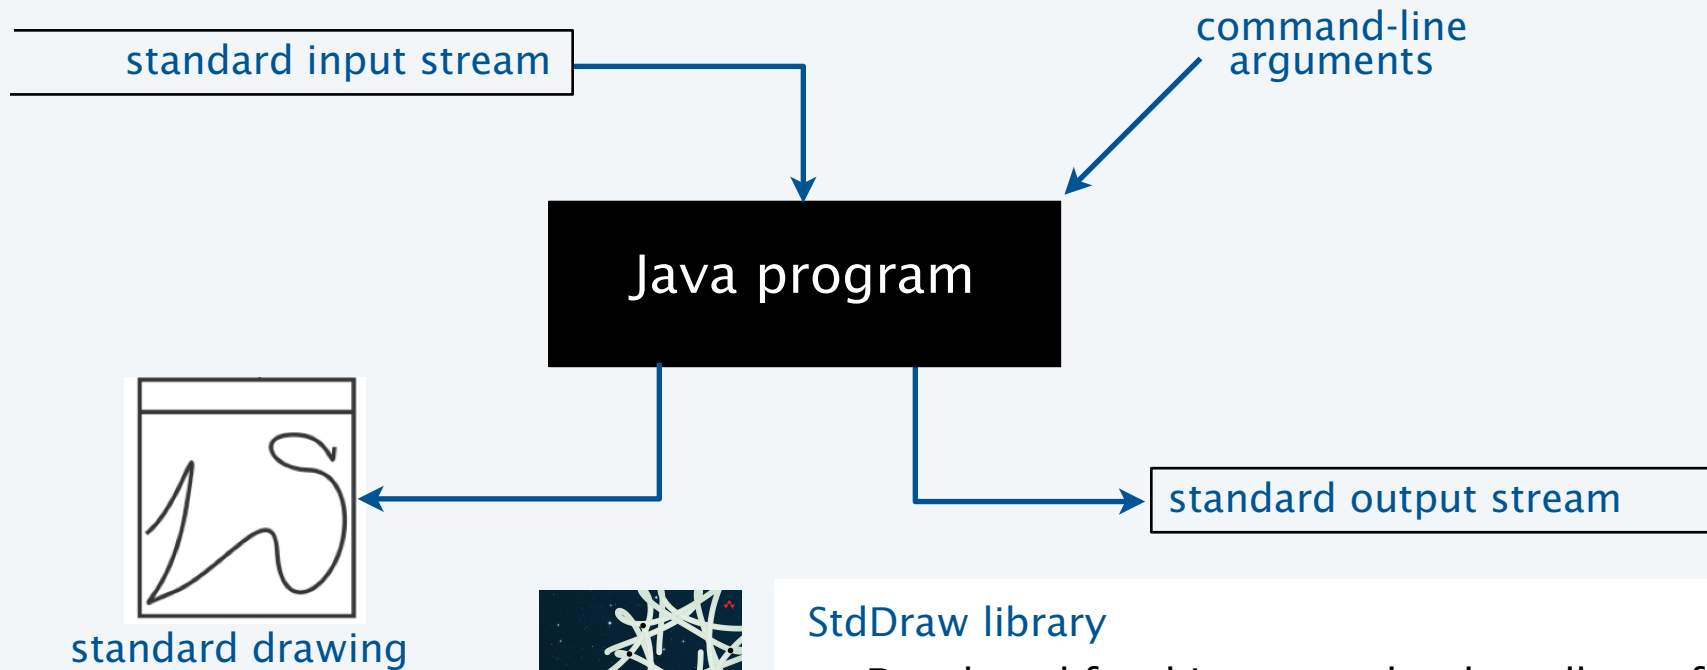 standard input stream
command-line
arguments
Java program
standard output stream
standard drawing
StdDraw library